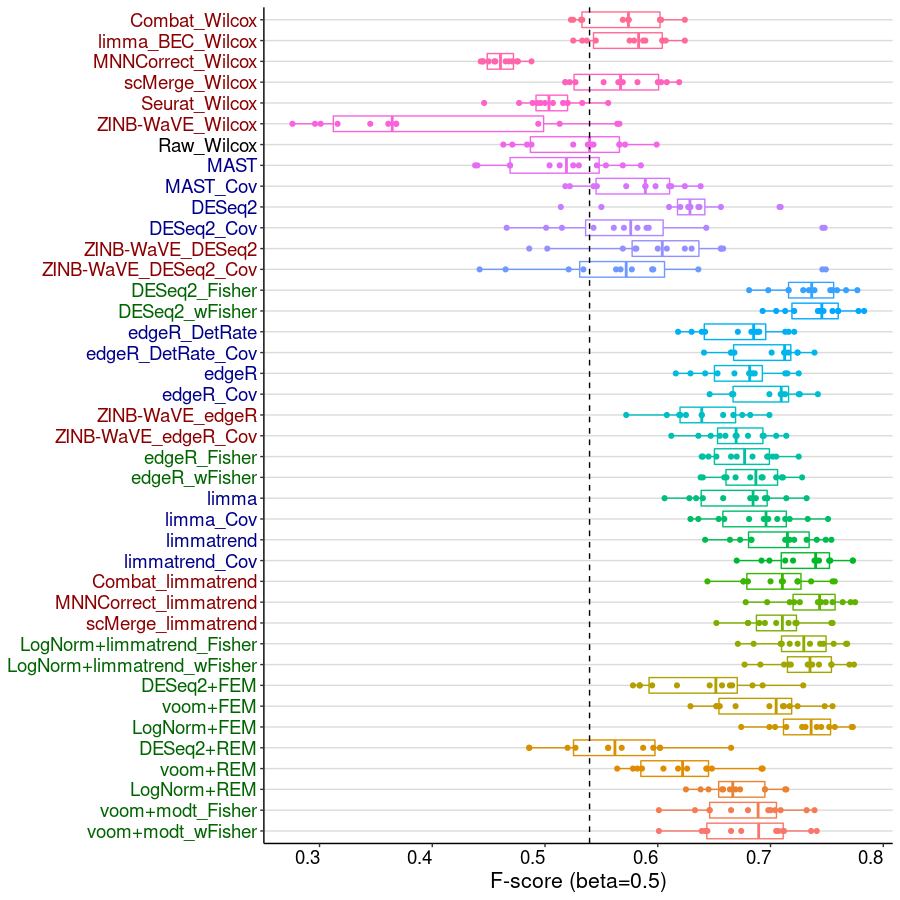 Combat_Wilcox
limma_BEC_Wilcox
MNNCorrect_Wilcox
scMerge_Wilcox
Seurat_Wilcox
ZINB-WaVE_Wilcox
Raw_Wilcox
MAST
MAST_Cov
DESeq2
DESeq2_Cov
ZINB-WaVE_DESeq2
ZINB-WaVE_DESeq2_Cov
DESeq2_Fisher
DESeq2_wFisher
edgeR_DetRate
edgeR_DetRate_Cov
edgeR
edgeR_Cov
ZINB-WaVE_edgeR
ZINB-WaVE_edgeR_Cov
edgeR_Fisher
edgeR_wFisher
limma
limma_Cov
limmatrend
limmatrend_Cov
Combat_limmatrend
MNNCorrect_limmatrend
scMerge_limmatrend
LogNorm+limmatrend_Fisher
LogNorm+limmatrend_wFisher
DESeq2+FEM
voom+FEM
LogNorm+FEM
DESeq2+REM
voom+REM
LogNorm+REM
voom+modt_Fisher
voom+modt_wFisher
0.3 0.4 0.5 0.6 0.7 0.8
F-score (beta=0.5)